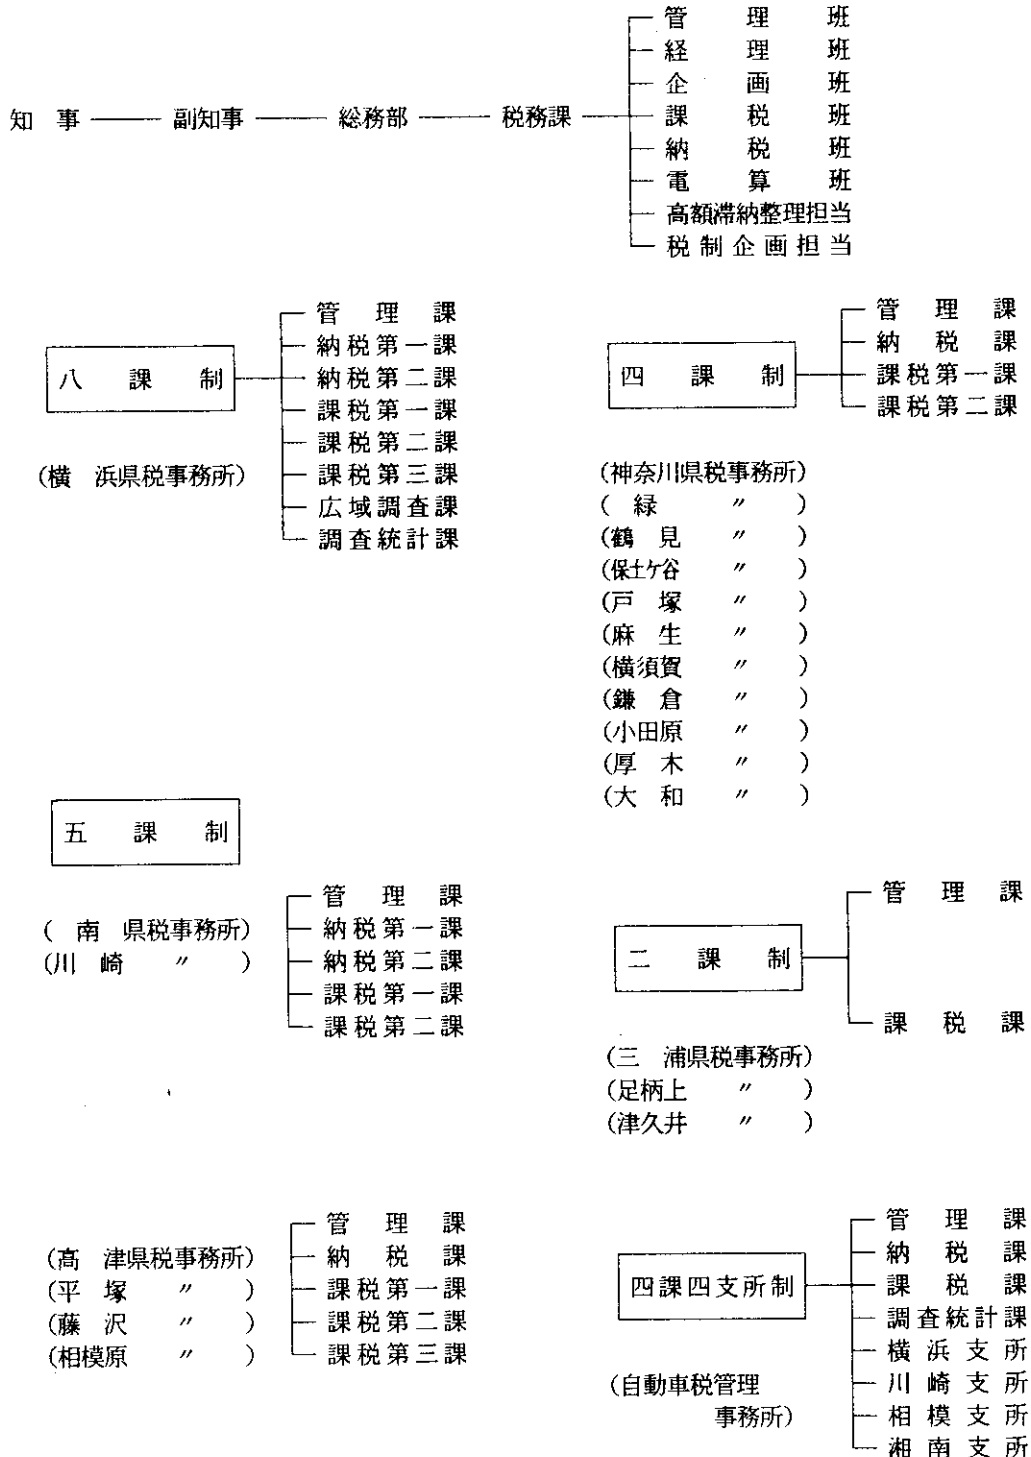 知事 副知事 総務部 税務課
管理班
経理班
企画班
課税班
納税班
電算班
高額滞納整理担当
税制企画担当
八課制
(横 浜県税事務所)
管理課
納税第一課
納税第二課
課税第一課
課税第二課
課税第三課
広域調査課
調査統計課
四課制
管理課
納税課
課税第一課
課税第二課
(神奈川県税事務所)
( 緑 〃 )
(鶴 見 〃 )
(保土ケ谷 〃 )
(戸 塚 〃 )
(麻 生 〃 )
(横須賀 〃 )
(鎌 倉 〃 )
(小田原 〃 )
(厚 木 〃 )
(大 和 〃 )
五課制
( 南 県税事務所)
(川 崎 〃 )
管理課
納税第一課
納税第二課
課税第一課
課税第二課
二課制
管理課
課税課
(三 浦県税事務所)
(足柄上 〃 )
(津久井 〃 )
(高 津県税事務所)
(平 塚 〃 )
(藤 沢 〃 )
(相模原 〃 )
管理課
納税課
課税第一課
課税第二課
課税第三課
四課四支所制
(自動車税管理
事務所)
管理課
納税課
課税課
調査統計課
横浜支所
川崎支所
相模支所
湘南支所